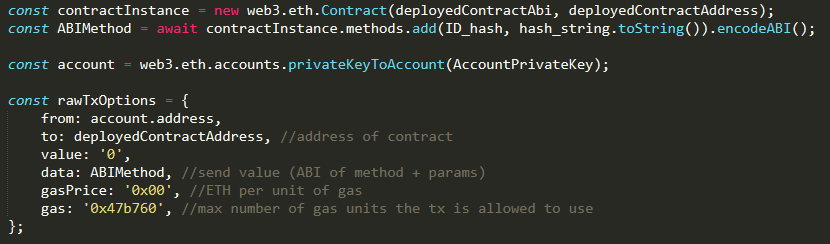 const contractInstance = new web3.eth.Contract(deployedContractAbi, deployedContractAddress);
const ABIMethod = await contractInstance.methods.add(ID_hash, hash_string.toString()).encodeABI();
const account = web3.eth.accounts.privateKeyToAccount(AccountPrivateKey);
const rawTxOptions = {
from: account.address,
to: deployedContractAddress, //address of contract
value: '0',
data: ABIMethod, //send value (ABI of method + params)
gasPrice: '0x00', //ETH per unit of gas
gas: '0x47b760', //max number of gas units the tx is allowed to use
};